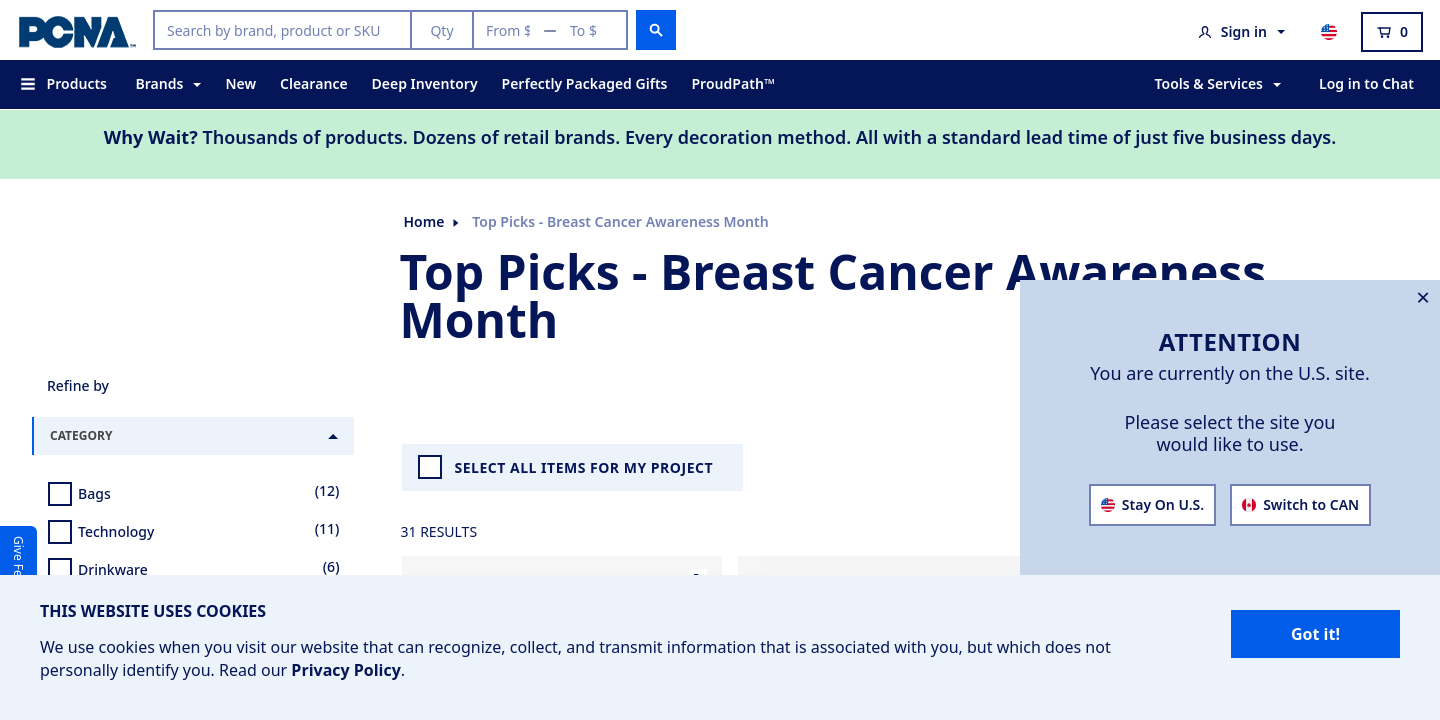 PCNA™
Search by brand, product or SKU
Qty
From $
To $
Sign in
0
Products
Brands
New
Clearance
Deep Inventory
Perfectly Packaged Gifts
ProudPath™
Tools & Services
Log in to Chat
Why Wait? Thousands of products. Dozens of retail brands. Every decoration method. All with a standard lead time of just five business days.
Home
Top Picks - Breast Cancer Awareness Month
Top Picks - Breast Cancer Awareness
Month
ATTENTION
You are currently on the U.S. site.
Please select the site you
would like to use.
Stay On U.S.
Switch to CAN
Refine by
CATEGORY
Bags
(12)
Technology
(11)
Drinkware
(6)
SELECT ALL ITEMS FOR MY PROJECT
31 RESULTS
Give
THIS WEBSITE USES COOKIES
We use cookies when you visit our website that can recognize, collect, and transmit information that is associated with you, but which does not
personally identify you. Read our Privacy Policy.
Got it!